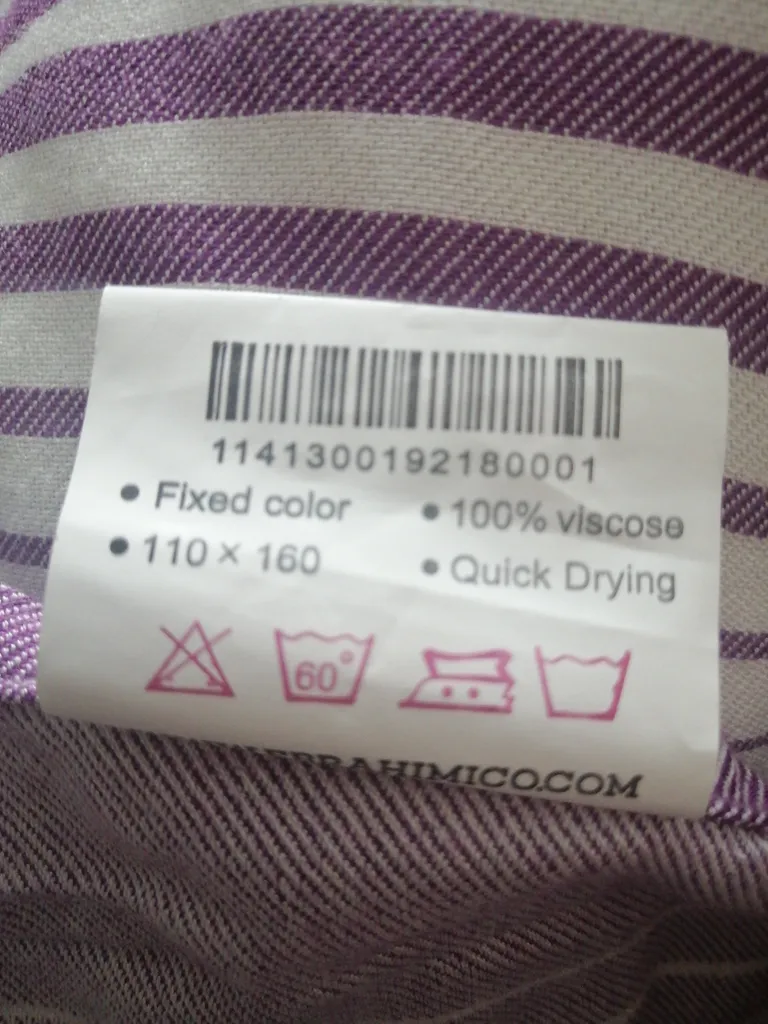 1141300192180001
• Fixed color • 100% viscose
• 110 × 160 • Quick Drying
60°